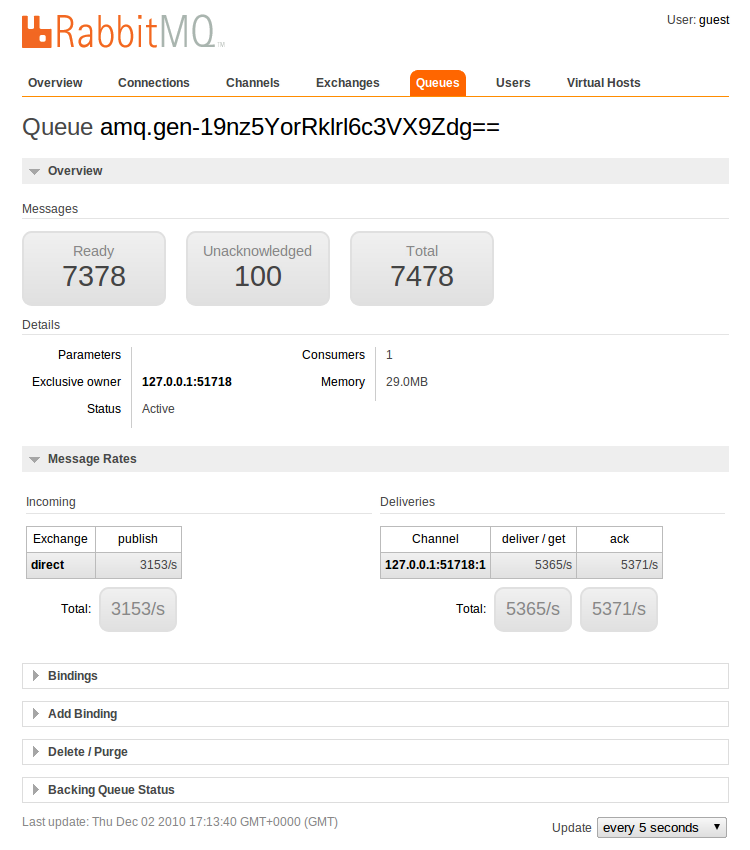 RabbitMQ™
User: guest
Overview Connections Channels Exchanges Queues Users Virtual Hosts
Queue amq.gen-19nz5YorRklrl6c3VX9Zdg==
Overview
Messages
Ready Unacknowledged Total
7378 100 7478
Details
Parameters Consumers 1
Exclusive owner 127.0.0.1:51718 Memory 29.0MB
Status Active
Message Rates
Incoming Deliveries
Exchange publish Channel deliver / get ack
direct 3153/s 127.0.0.1:51718:1 5365/s 5371/s
Total: 3153/s Total: 5365/s 5371/s
Bindings
Add Binding
Delete / Purge
Backing Queue Status
Last update: Thu Dec 02 2010 17:13:40 GMT+0000 (GMT)
Update every 5 seconds